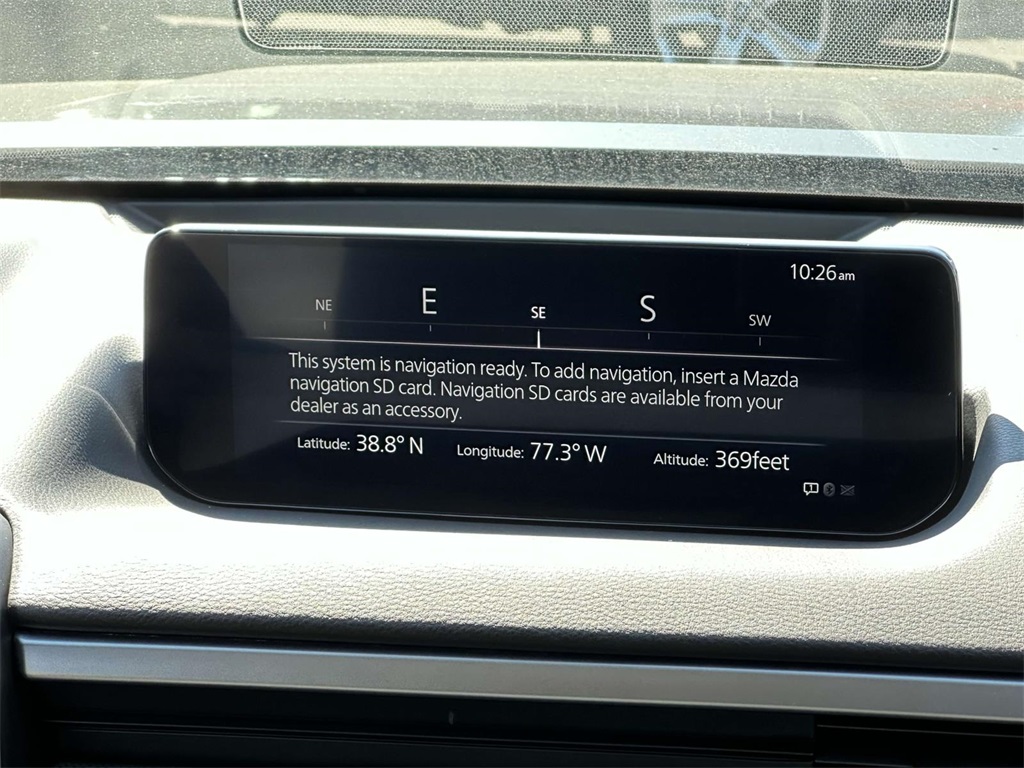 10:26am
NE E SE S SW
This system is navigation ready. To add navigation, insert a Mazda
navigation SD card. Navigation SD cards are available from your
dealer as an accessory.
Latitude: 38.8° N Longitude: 77.3° W Altitude: 369feet